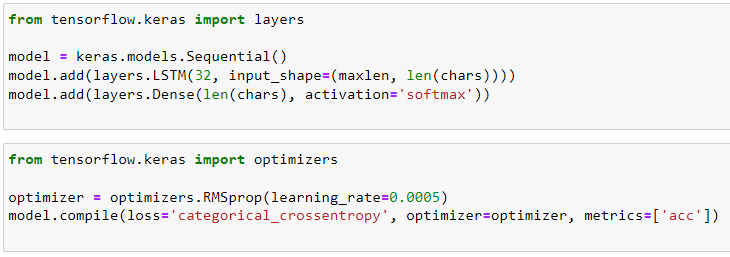 from tensorflow.keras import layers
model = keras.models.Sequential()
model.add(layers.LSTM(32, input_shape=(maxlen, len(chars))))
model.add(layers.Dense(len(chars), activation='softmax'))
from tensorflow.keras import optimizers
optimizer = optimizers.RMSprop(learning_rate=0.0005)
model.compile(loss='categorical_crossentropy', optimizer=optimizer, metrics=['acc'])